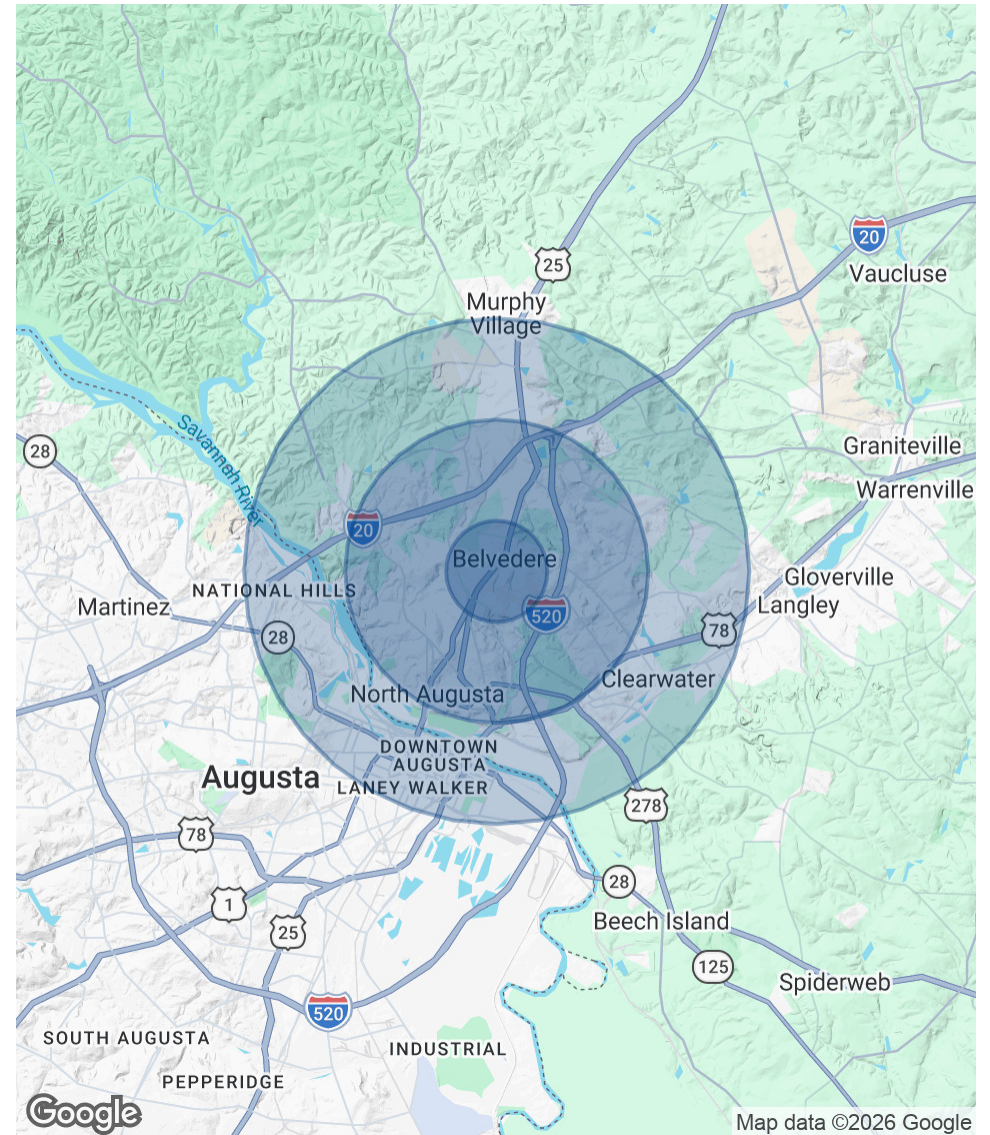 25
Murphy
Village
20
Vaucluse
Savannah River
28
Graniteville
Warrenville
20
Belvedere
NATIONAL HILLS
Martinez
Gloverville
Langley
520
78
28
Clearwater
North Augusta
DOWNTOWN
AUGUSTA
Augusta
LANEY WALKER
278
78
28
1
Beech Island
25
125
Spiderweb
520
SOUTH AUGUSTA
INDUSTRIAL
PEPPERIDGE
Google
Map data ©2026 Google